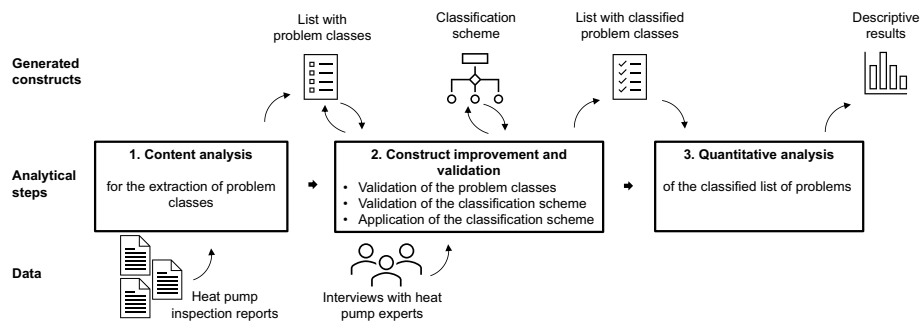 Generated
constructs
List with
problem classes
Classification
scheme
List with classified
problem classes
Descriptive
results
Analytical
steps
1. Content analysis
for the extraction of problem
classes
2. Construct improvement and
validation
• Validation of the problem classes
• Validation of the classification scheme
• Application of the classification scheme
3. Quantitative analysis
of the classified list of problems
Data
Heat pump
inspection reports
Interviews with heat
pump experts